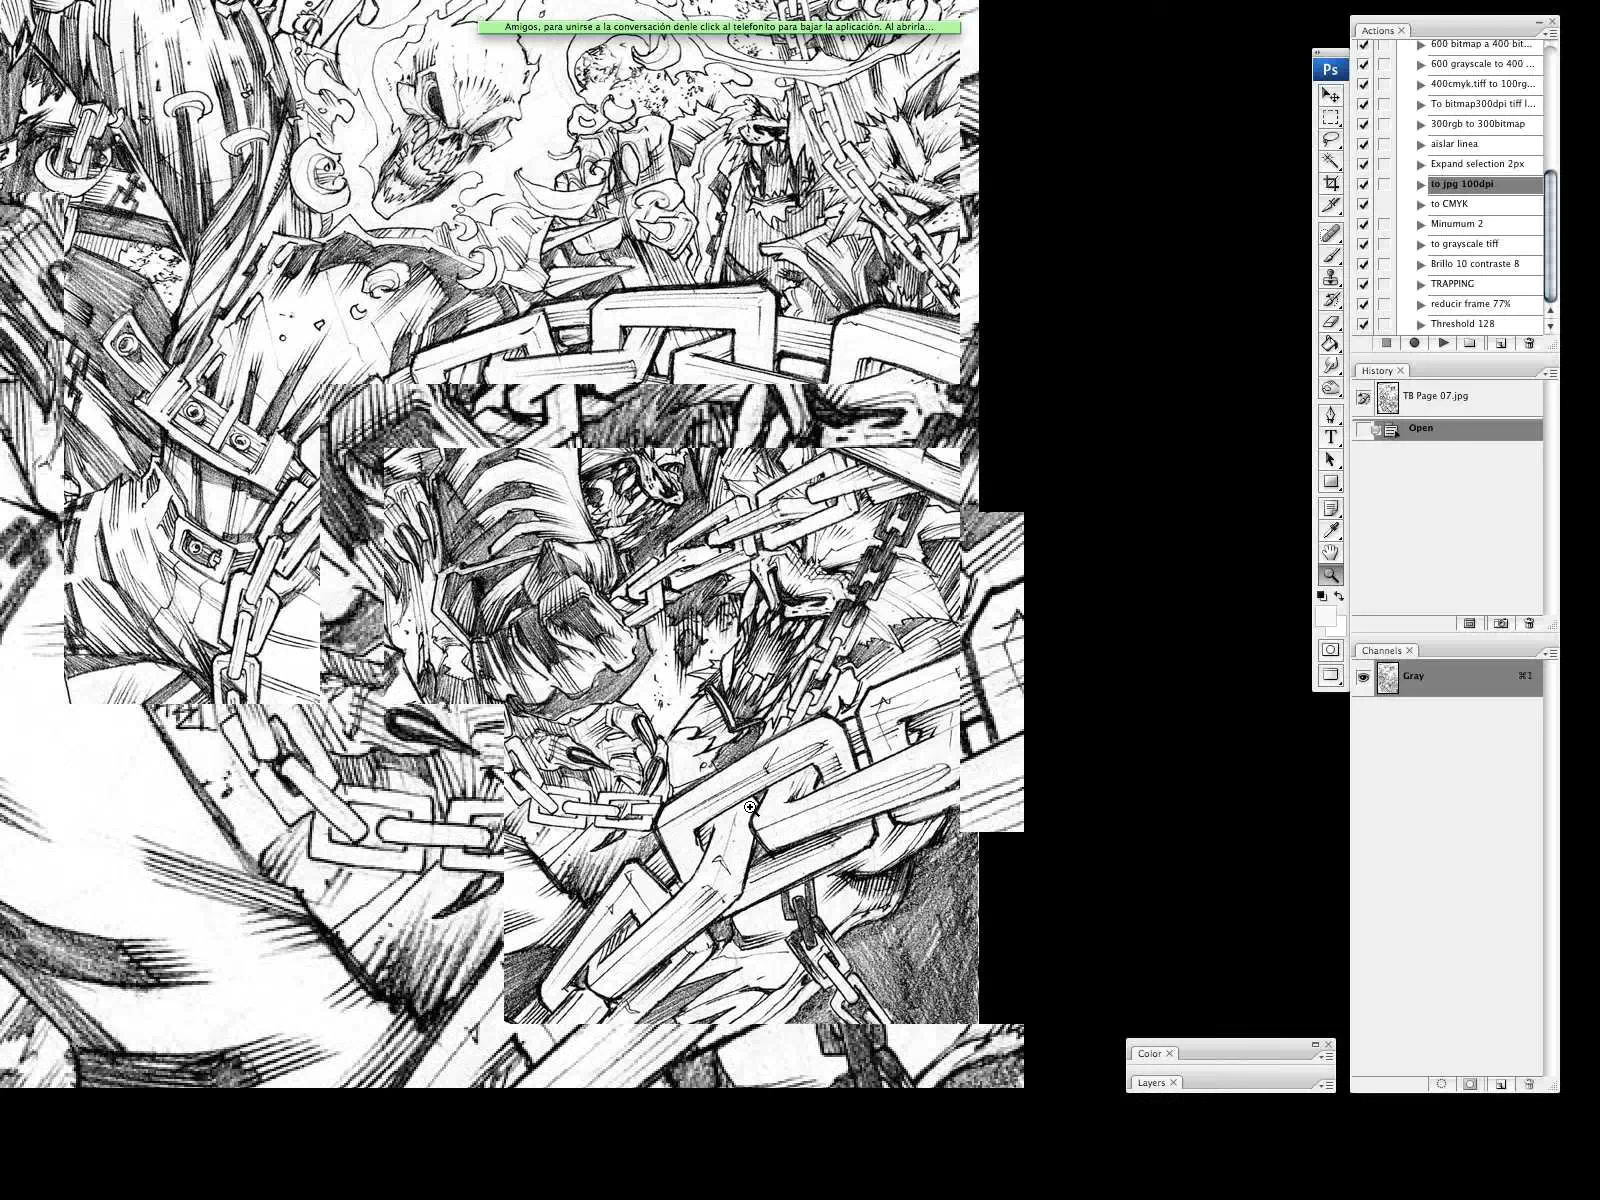 Amigos, para unirse a la conversación denle click al telefonito para bajar la aplicación. Al abrirla...
Ps
Actions
600 bitmap a 400 bit...
600 grayscale to 400 ...
400cmyk.tiff to 100rg...
To bitmap300dpi tiff l...
300rgb to 300bitmap
aislar linea
Expand selection 2px
to jpg 100dpi
to CMYK
Minumum 2
to grayscale tiff
Brillo 10 contraste 8
TRAPPING
reducir frame 77%
Threshold 128
History
TB Page 07.jpg
Open
Channels
Gray ⌘1
Color
Layers